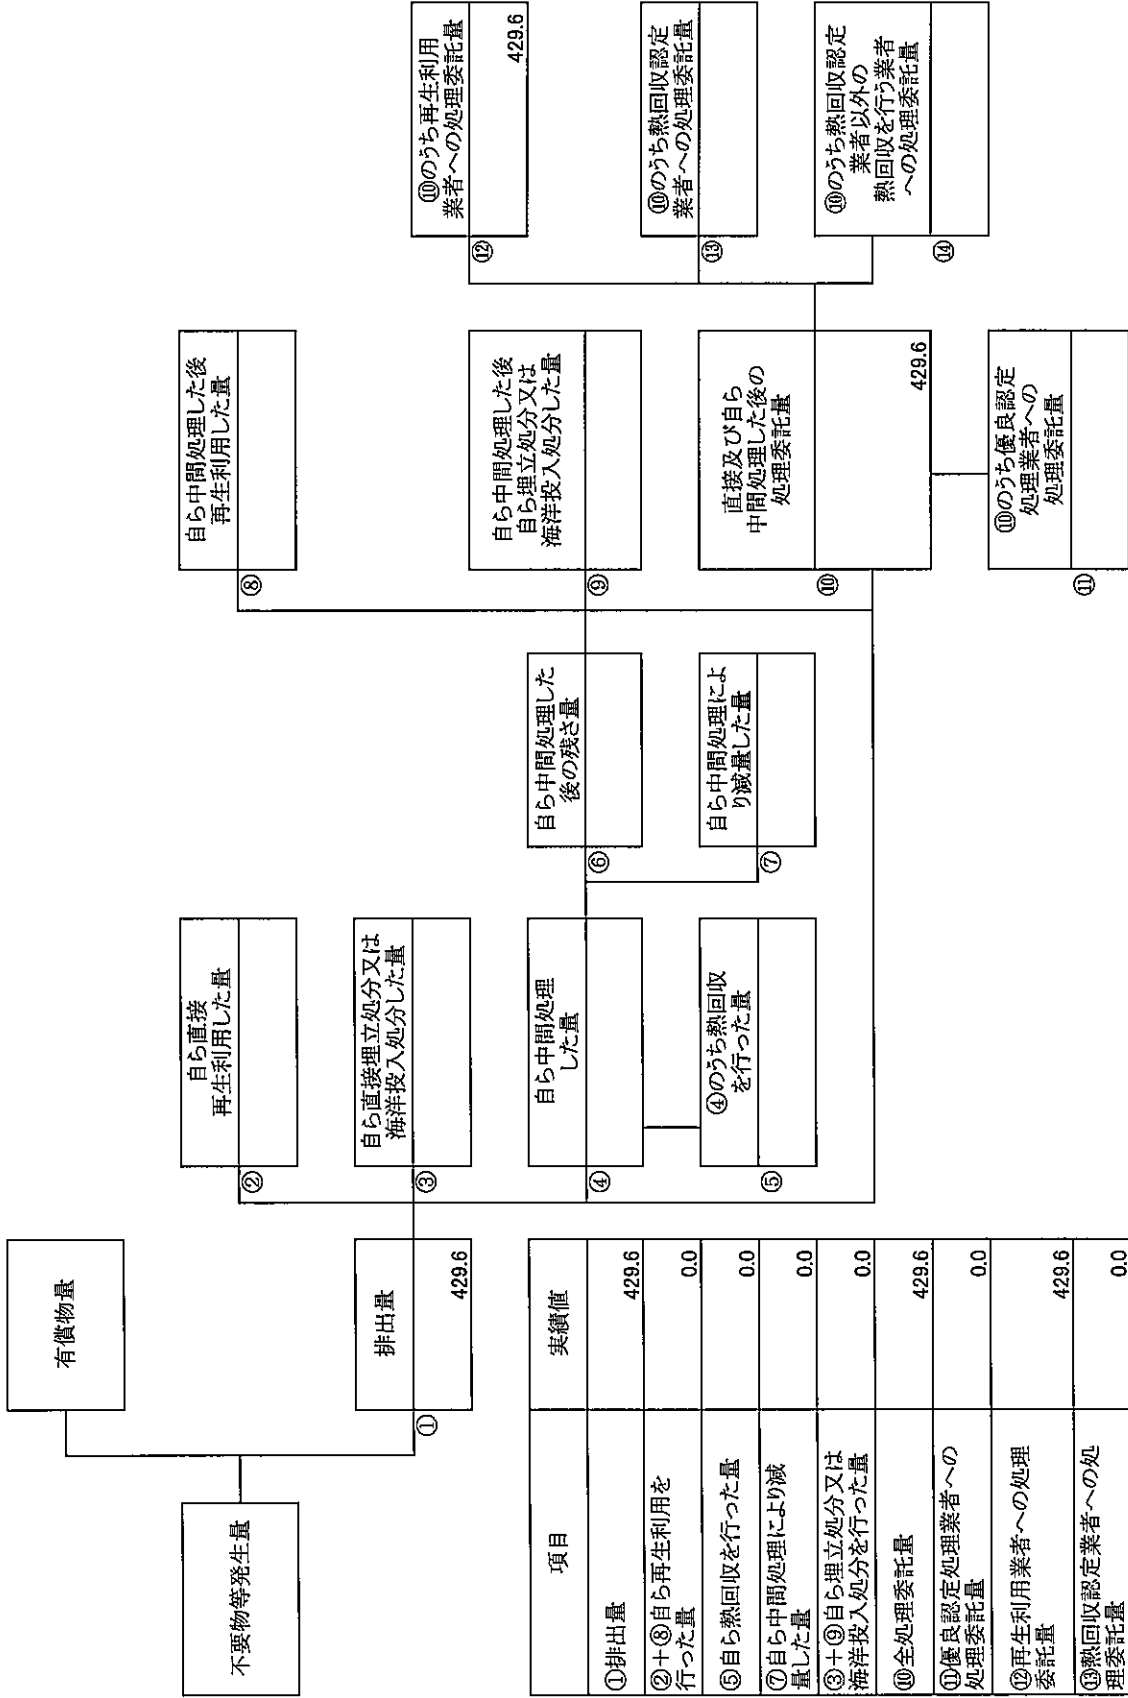 有償物量
不要物等発生量
排出量
①
429.6
自ら直接
再生利用した量
②
自ら直接埋立処分又は
海洋投入処分した量
③
自ら中間処理
した量
④
④のうち熱回収
を行った量
⑤
自ら中間処理した
後の残さ量
⑥
自ら中間処理によ
り減量した量
⑦
自ら中間処理した後
再生利用した量
⑧
自ら中間処理した後
自ら埋立処分又は
海洋投入処分した量
⑨
直接及び自ら
中間処理した後の
処理委託量
⑩
429.6
⑩のうち優良認定
処理業者への
処理委託量
⑪
⑩のうち再生利用
業者への処理委託量
⑫
429.6
⑩のうち熱回収認定
業者への処理委託量
⑬
⑩のうち熱回収認定
業者以外の
熱回収を行う業者
への処理委託量
⑭
項目 実績値
①排出量 429.6
②+⑧自ら再生利用を
行った量 0.0
⑤自ら熱回収を行った量 0.0
⑦自ら中間処理により減
量した量 0.0
③+⑨自ら埋立処分又は
海洋投入処分を行った量 0.0
⑩全処理委託量 429.6
⑪優良認定処理業者への
処理委託量 0.0
⑫再生利用業者への処理
委託量 429.6
⑬熱回収認定業者への処
理委託量 0.0